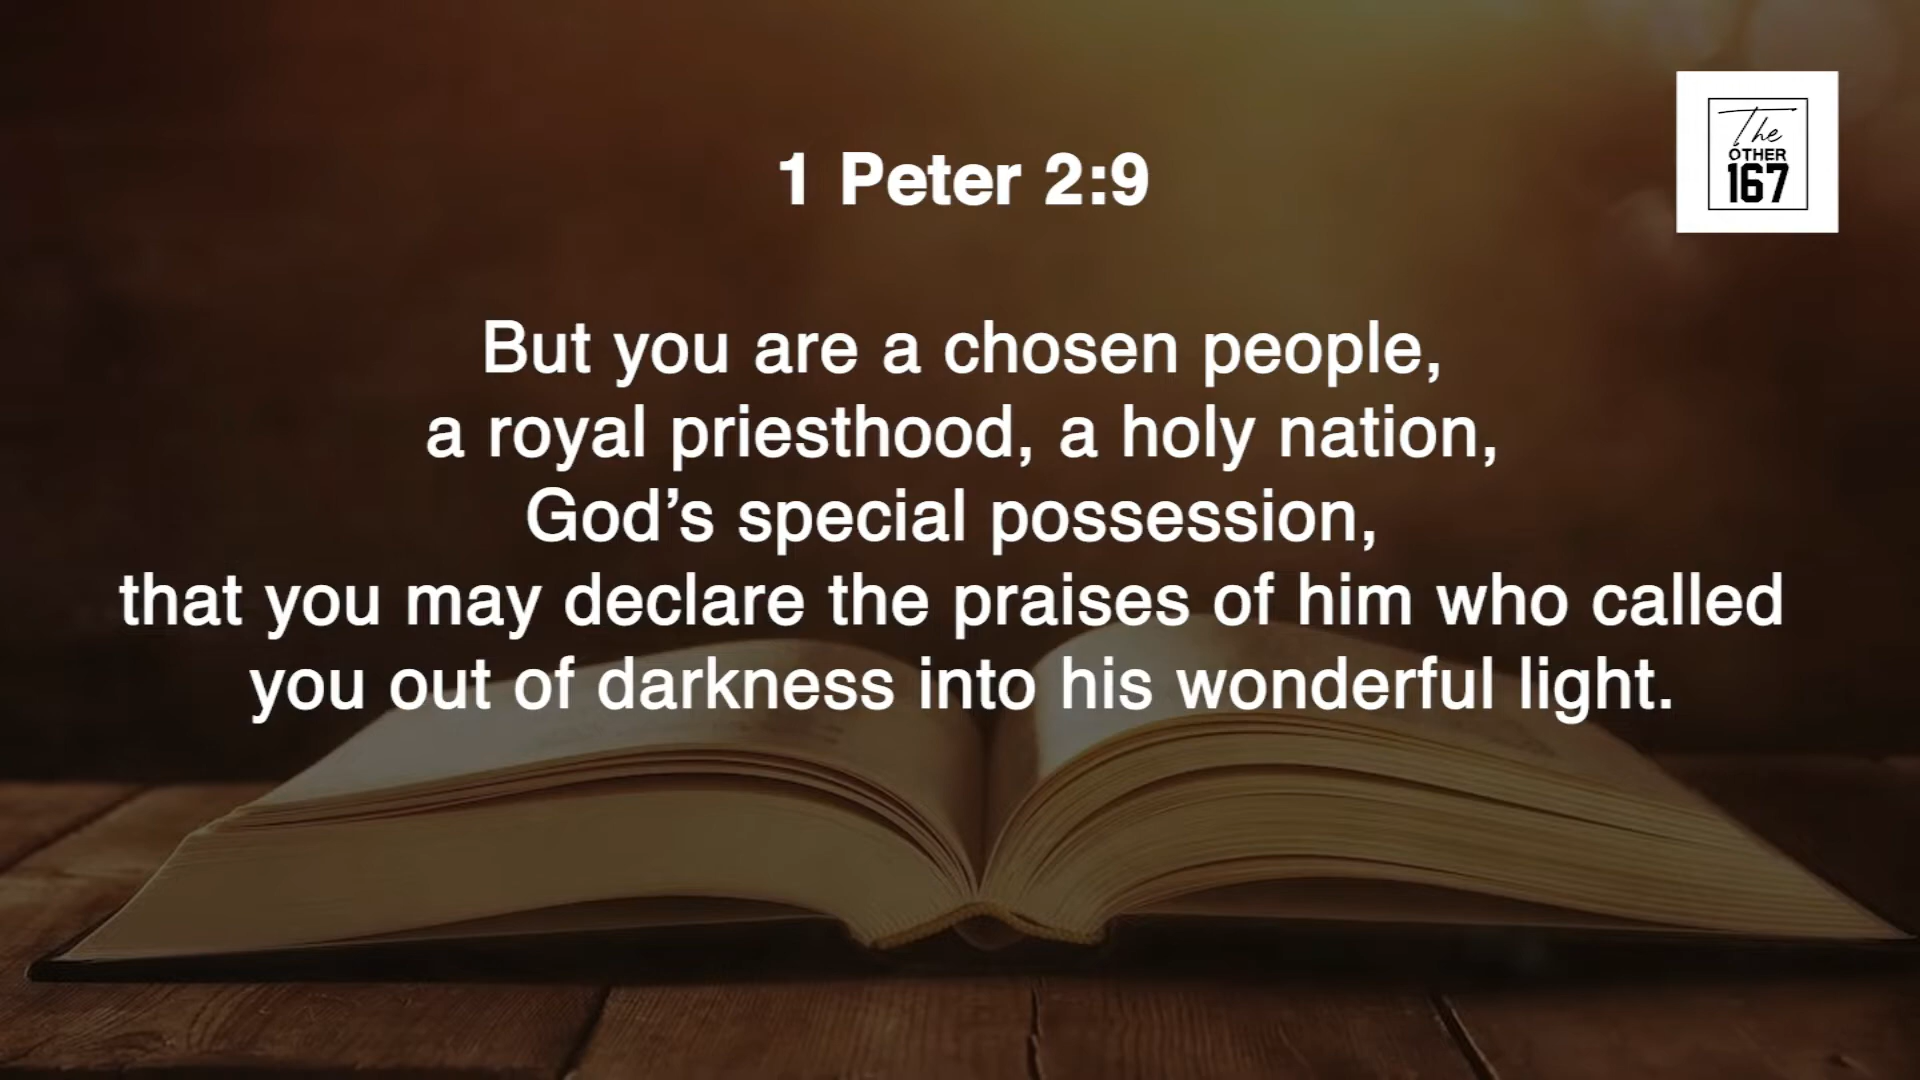 1 Peter 2:9
The
OTHER
167
But you are a chosen people,
a royal priesthood, a holy nation,
God’s special possession,
that you may declare the praises of him who called
you out of darkness into his wonderful light.